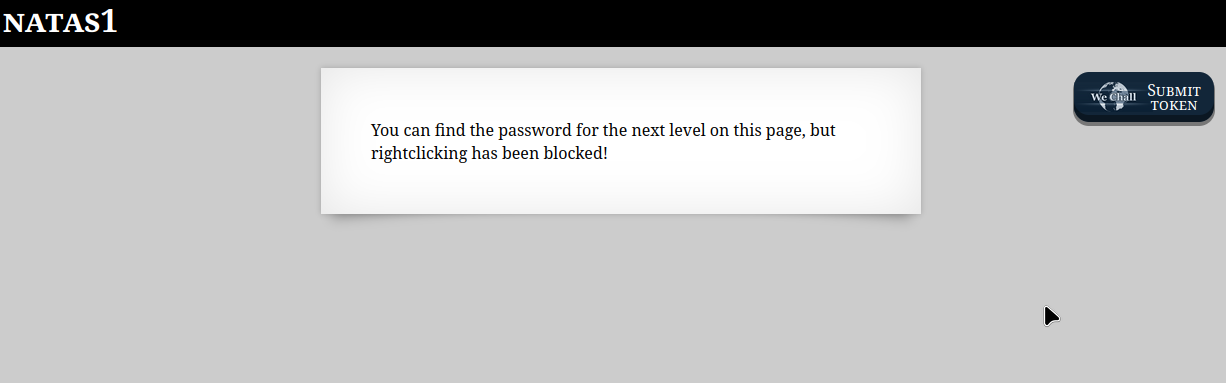 NATAS1
We Chall
SUBMIT
TOKEN
You can find the password for the next level on this page, but
rightclicking has been blocked!